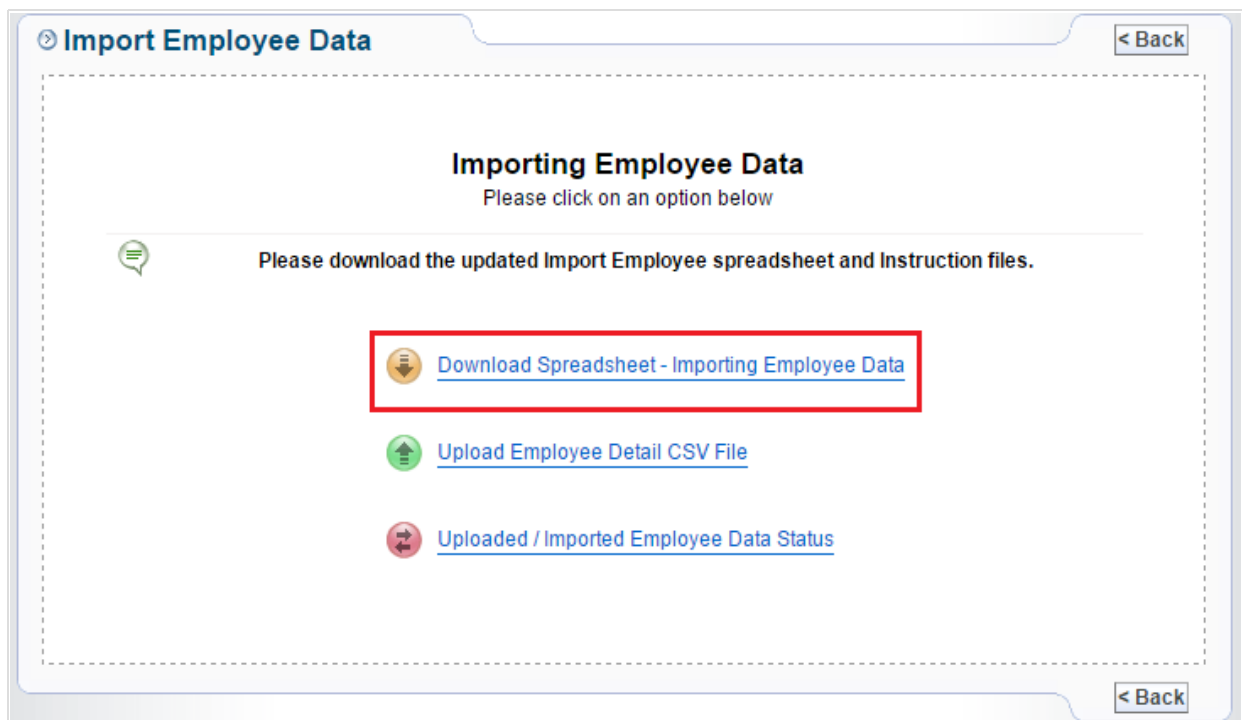 Import Employee Data
< Back
Importing Employee Data
Please click on an option below
Please download the updated Import Employee spreadsheet and Instruction files.
Download Spreadsheet - Importing Employee Data
Upload Employee Detail CSV File
Uploaded / Imported Employee Data Status
< Back